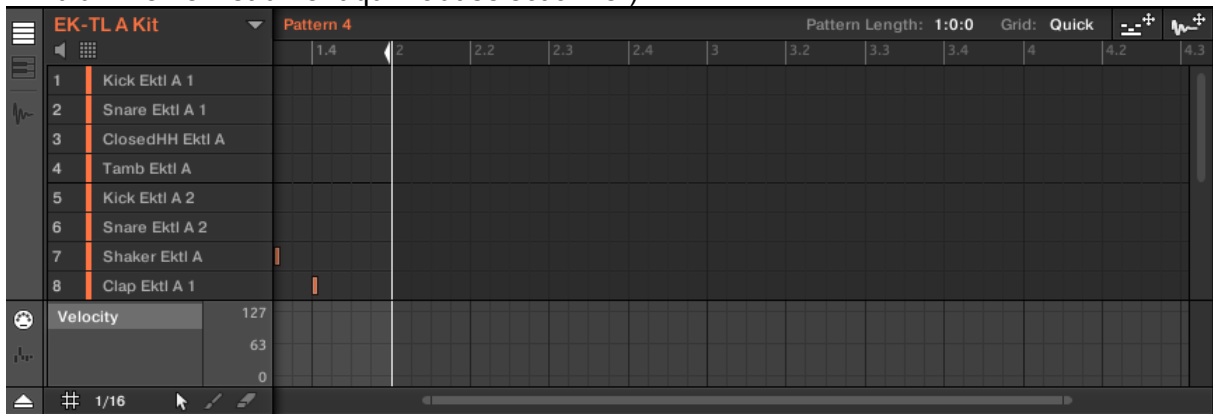 EK-TL A Kit Pattern 4 Pattern Length: 1:0:0 Grid: Quick
1.4 2 2.2 2.3 2.4 3 3.2 3.3 3.4 4 4.2 4.3
1 Kick Ektl A 1
2 Snare Ektl A 1
3 ClosedHH Ektl A
4 Tamb Ektl A
5 Kick Ektl A 2
6 Snare Ektl A 2
7 Shaker Ektl A
8 Clap Ektl A 1
Velocity 127
63
0
1/16